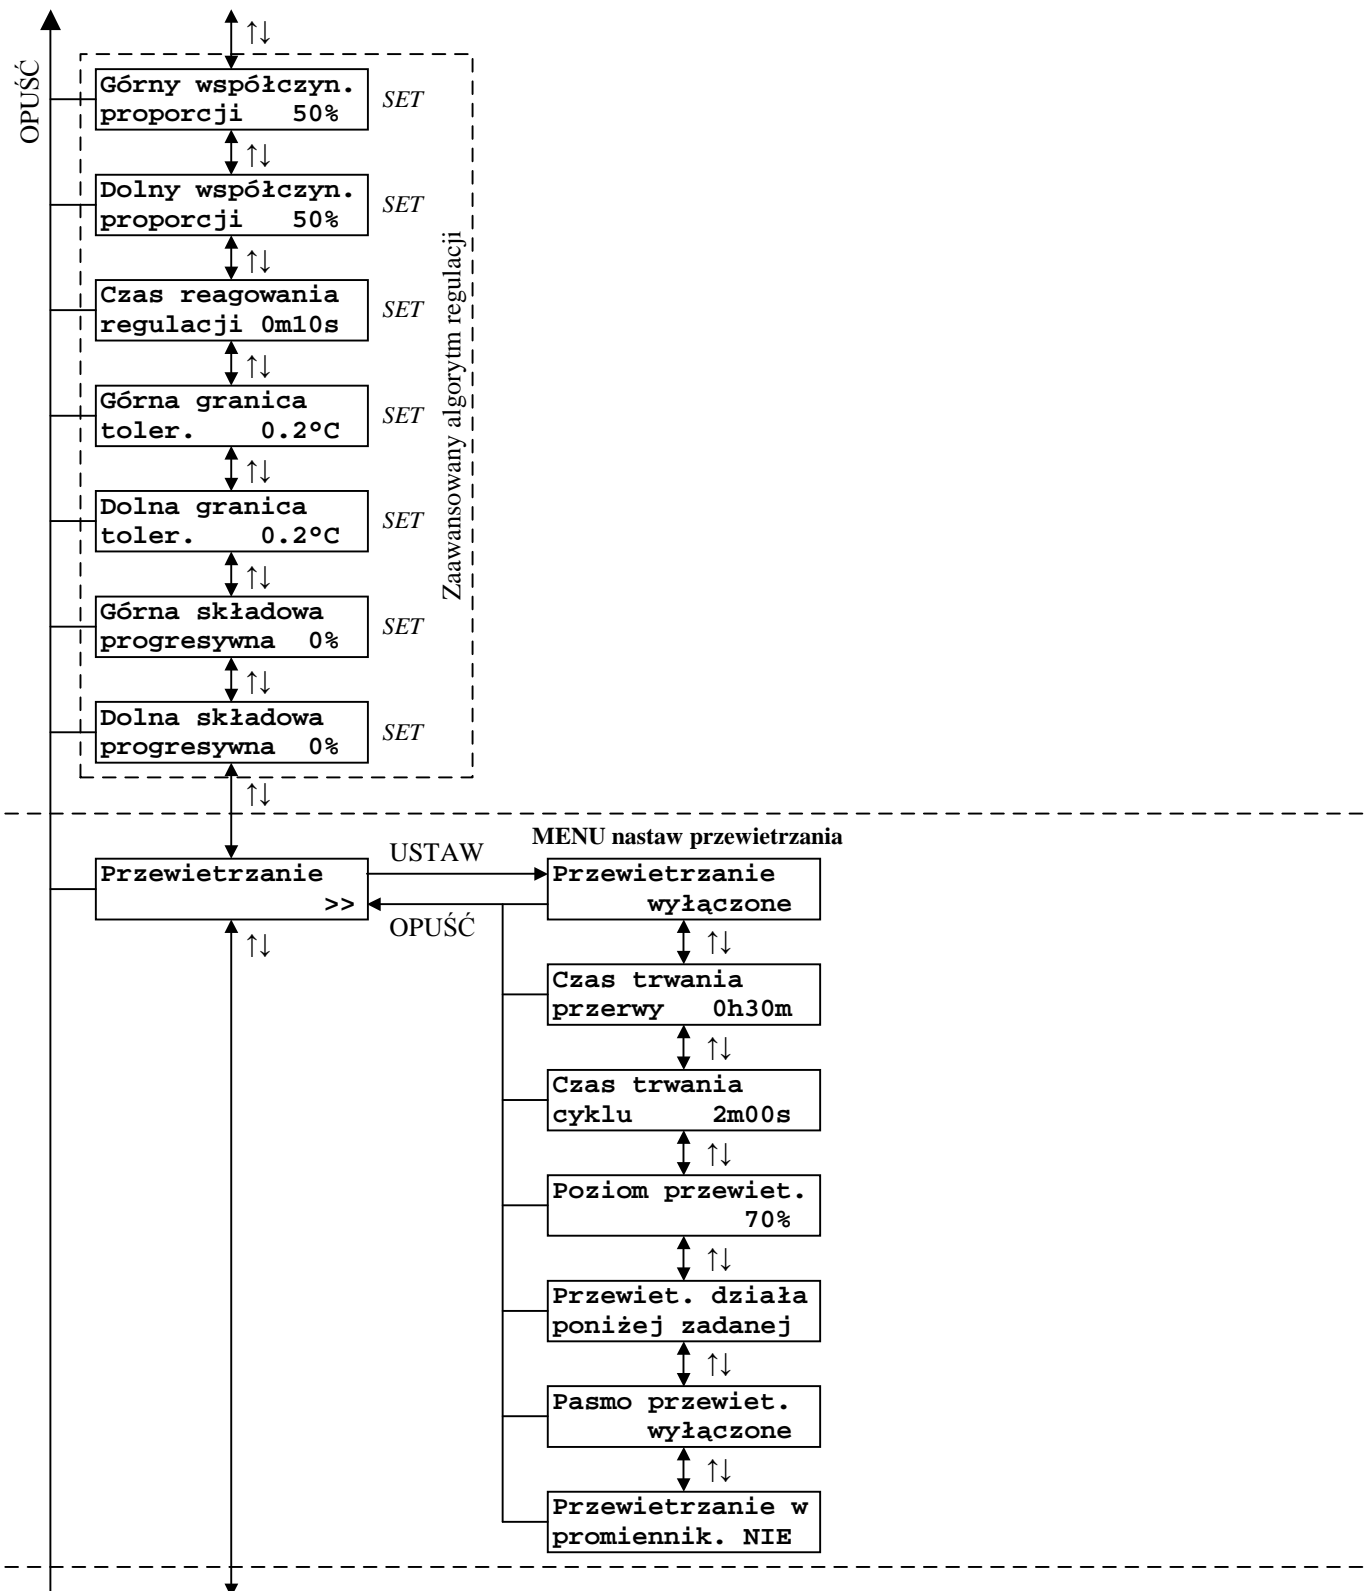 ↑↓
OPUŚĆ
Górny współczyn.
proporcji 50%
SET
↑↓
Dolny współczyn.
proporcji 50%
SET
↑↓
Czas reagowania
regulacji 0m10s
SET
↑↓
Górna granica
toler. 0.2°C
SET
↑↓
Dolna granica
toler. 0.2°C
SET
↑↓
Górna składowa
progresywna 0%
SET
↑↓
Dolna składowa
progresywna 0%
SET
Zaawansowany algorytm regulacji
↑↓
MENU nastaw przewietrzania
Przewietrzanie
>>
USTAW
OPUŚĆ
↑↓
Przewietrzanie
wyłączone
↑↓
Czas trwania
przerwy 0h30m
↑↓
Czas trwania
cyklu 2m00s
↑↓
Poziom przewiet.
70%
↑↓
Przewiet. działa
poniżej zadanej
↑↓
Pasmo przewiet.
wyłączone
↑↓
Przewietrzanie w
promiennik. NIE